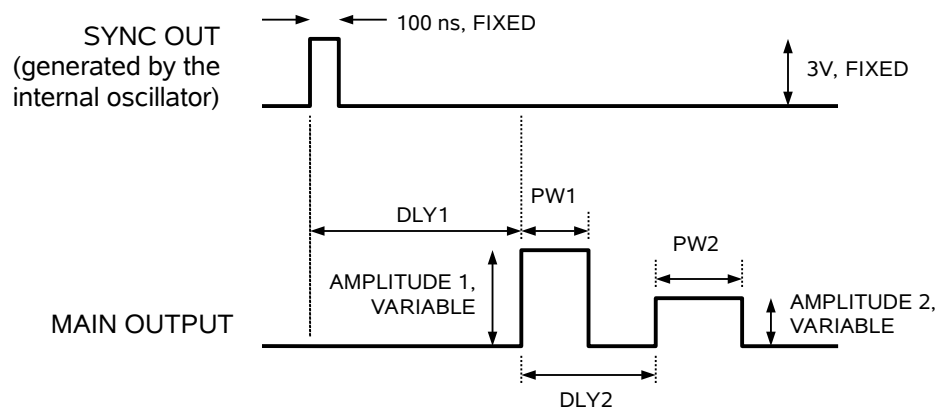 100 ns, FIXED
SYNC OUT
(generated by the
internal oscillator)
3V, FIXED
PW1
DLY1
PW2
AMPLITUDE 1,
VARIABLE
AMPLITUDE 2,
VARIABLE
MAIN OUTPUT
DLY2